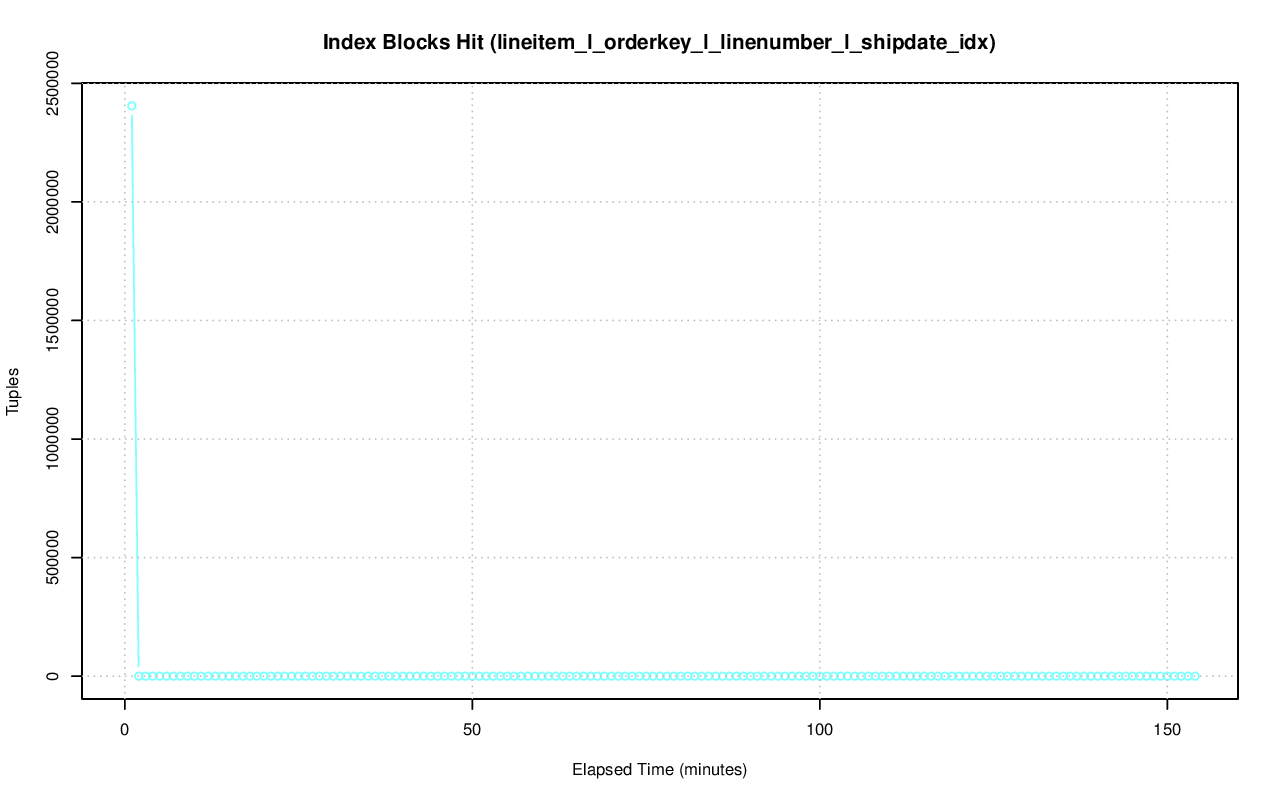 Index Blocks Hit (lineitem_l_orderkey_l_linenumber_l_shipdate_idx)
2500000
2000000
1500000
1000000
500000
0
Tuples
0 50 100 150
Elapsed Time (minutes)